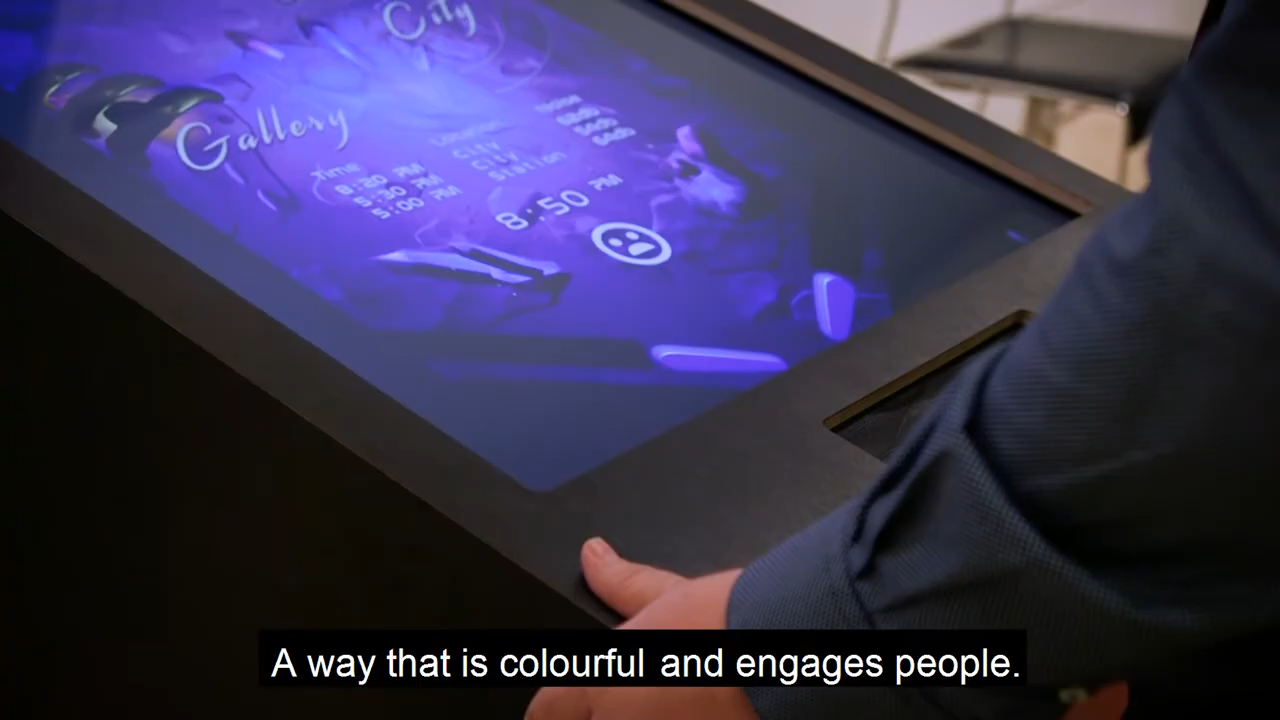 City
Gallery
Time
8:20 PM
5:30 PM
5:00 PM
Location
City
City
Station
8:50 PM
A way that is colourful and engages people.